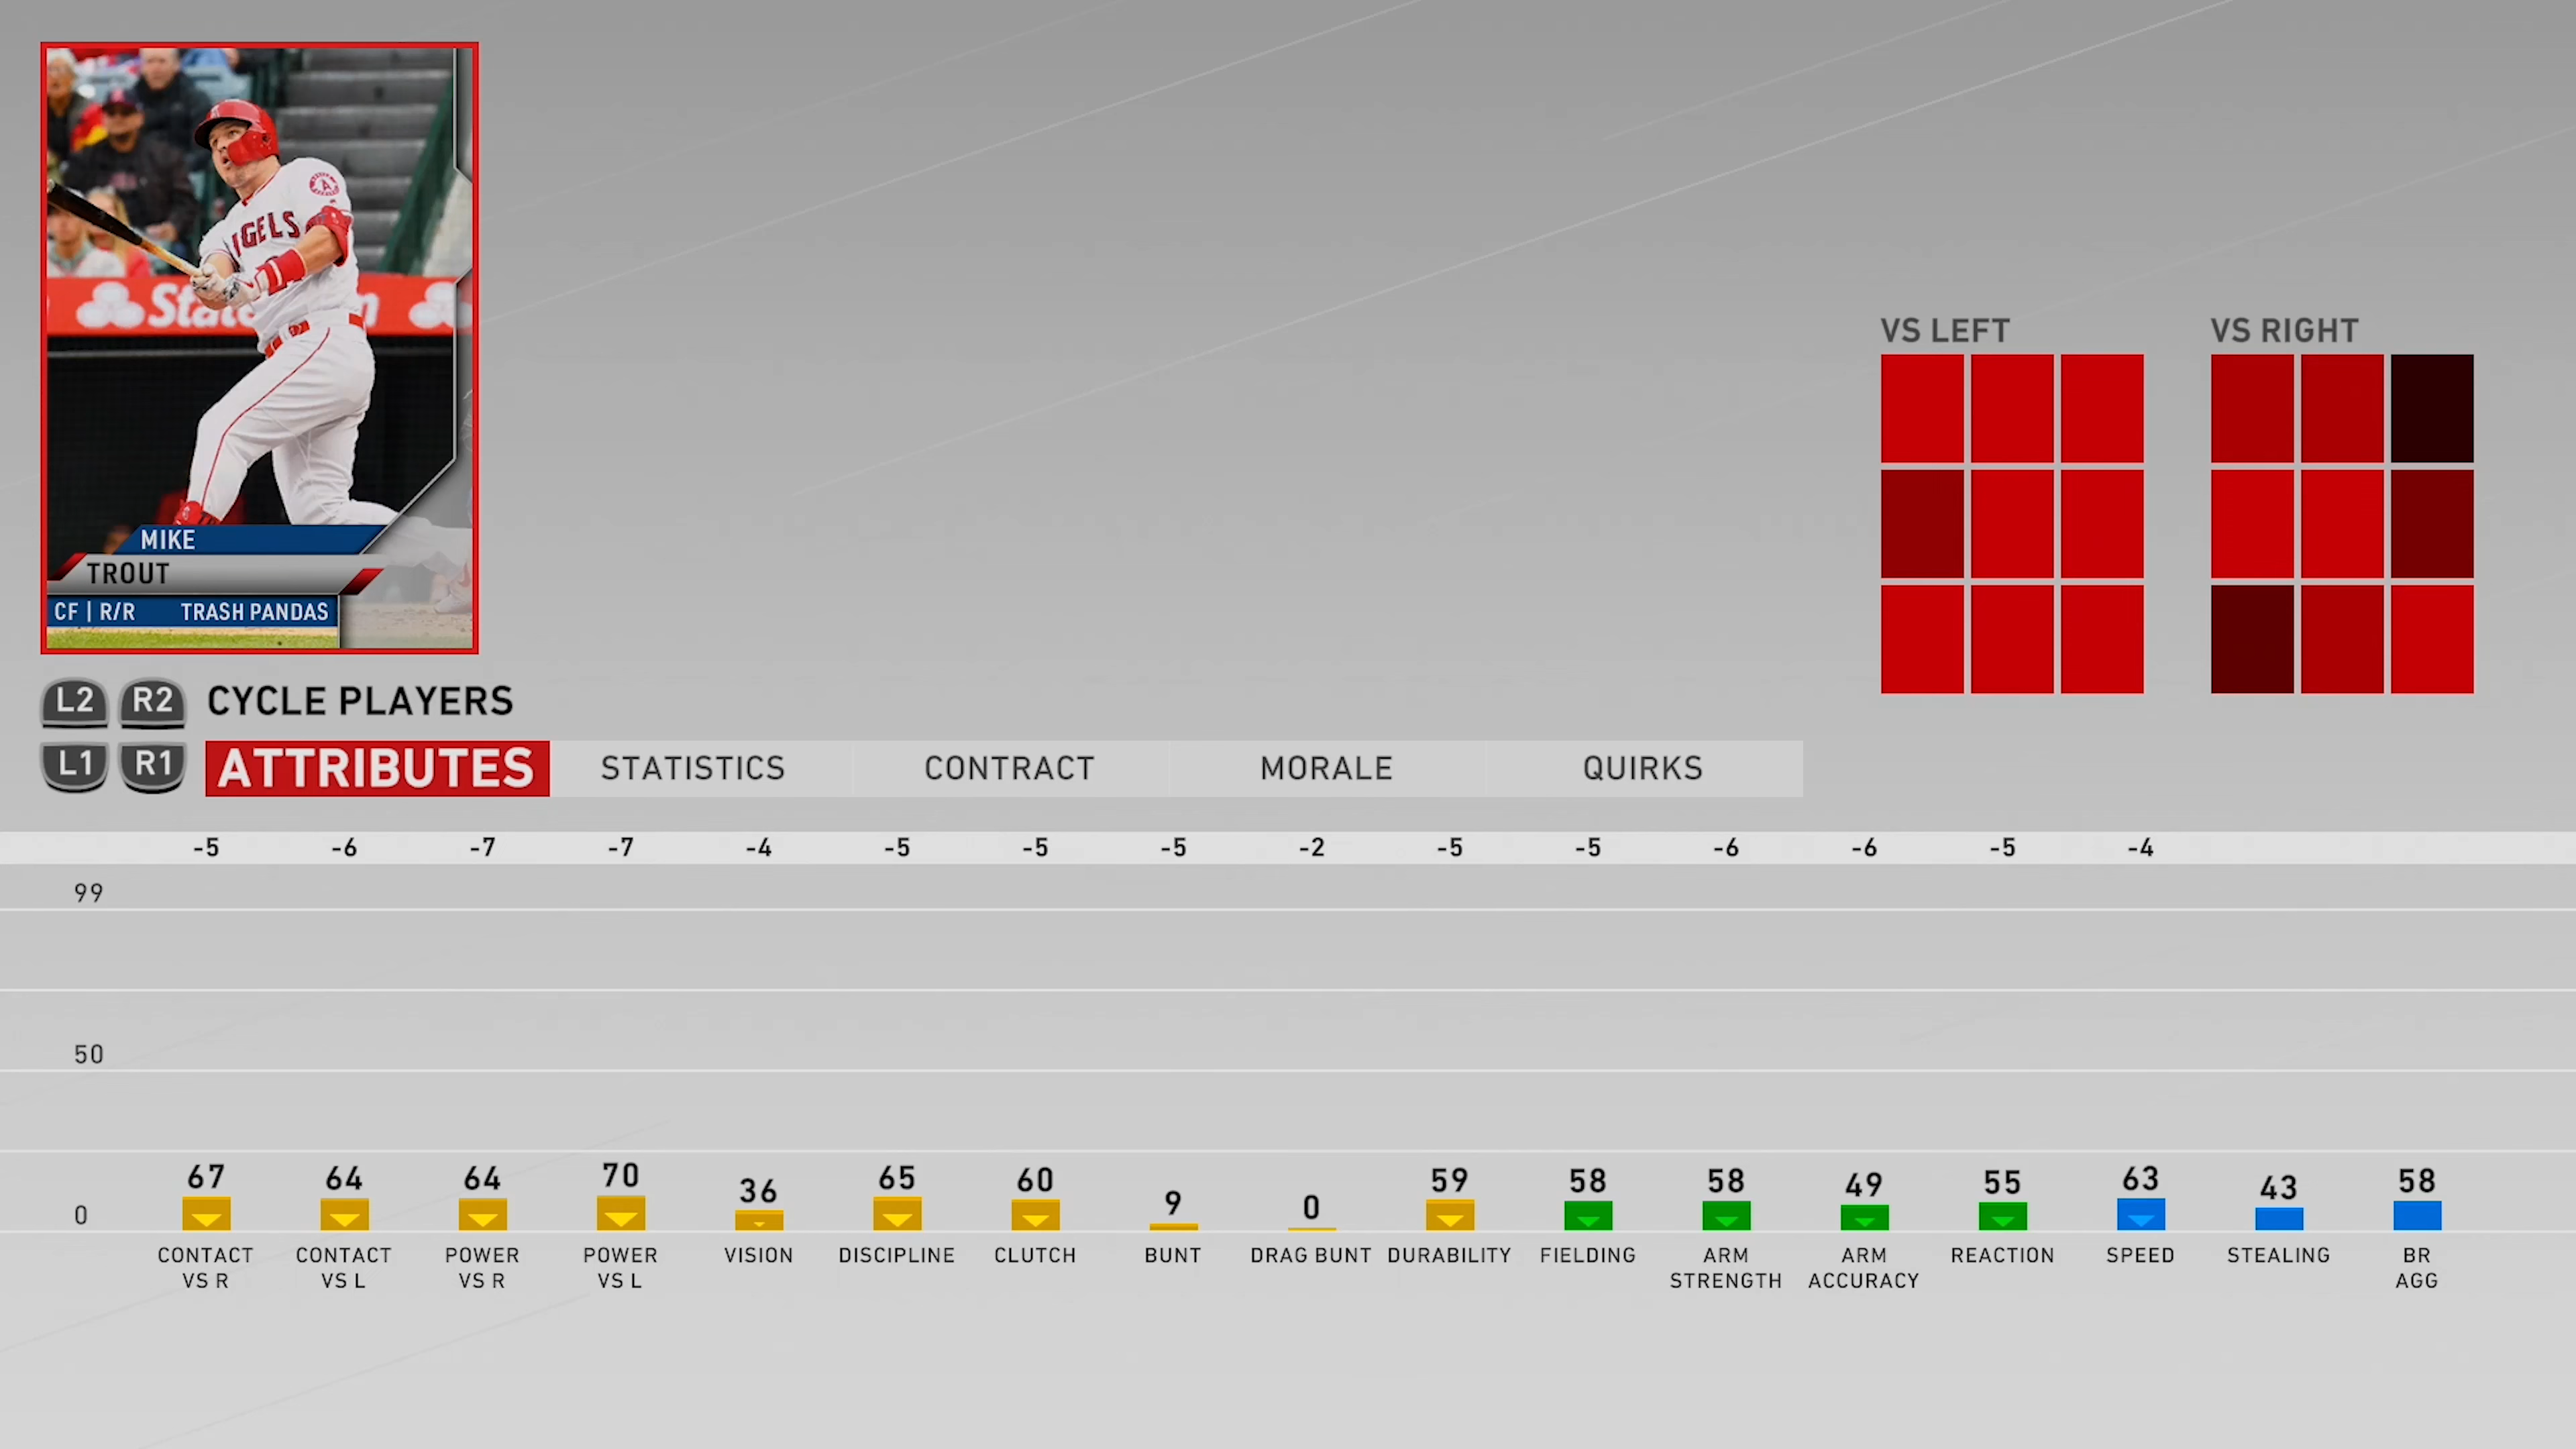 ANGELS
A
State
m
MIKE
TROUT
CF | R/R TRASH PANDAS
VS LEFT
VS RIGHT
L2 R2 CYCLE PLAYERS
L1 R1 ATTRIBUTES STATISTICS CONTRACT MORALE QUIRKS
-5 -6 -7 -7 -4 -5 -5 -5 -2 -5 -5 -6 -6 -5 -4
99
50
0
67 64 64 70 36 65 60 9 0 59 58 58 49 55 63 43 58
CONTACT CONTACT POWER POWER VISION DISCIPLINE CLUTCH BUNT DRAG BUNT DURABILITY FIELDING ARM ARM REACTION SPEED STEALING BR
VS R VS L VS R VS L STRENGTH ACCURACY AGG